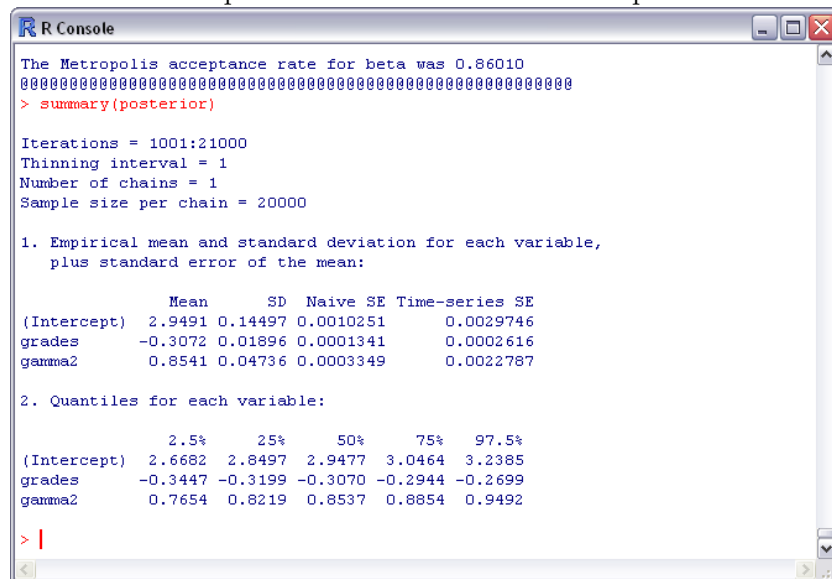 R Console
The Metropolis acceptance rate for beta was 0.86010
@@@@@@@@@@@@@@@@@@@@@@@@@@@@@@@@@@@@@@@@@@@@@@@@@@@@@@@@@
> summary(posterior)
Iterations = 1001:21000
Thinning interval = 1
Number of chains = 1
Sample size per chain = 20000
1. Empirical mean and standard deviation for each variable,
plus standard error of the mean:
Mean SD Naive SE Time-series SE
(Intercept) 2.9491 0.14497 0.0010251 0.0029746
grades -0.3072 0.01896 0.0001341 0.0002616
gamma2 0.8541 0.04736 0.0003349 0.0022787
2. Quantiles for each variable:
2.5% 25% 50% 75% 97.5%
(Intercept) 2.6682 2.8497 2.9477 3.0464 3.2385
grades -0.3447 -0.3199 -0.3070 -0.2944 -0.2699
gamma2 0.7654 0.8219 0.8537 0.8854 0.9492
>